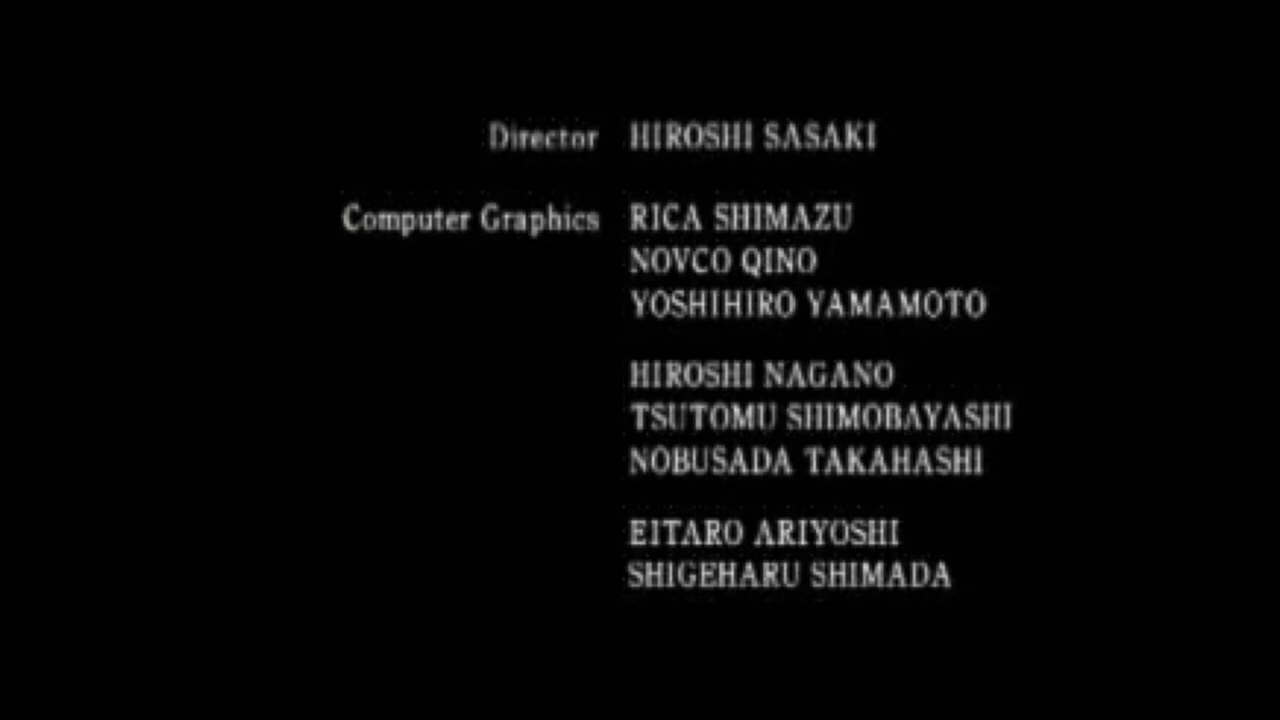 Director HIROSHI SASAKI
Computer Graphics RICA SHIMAZU
NOVCO QINO
YOSHIHIRO YAMAMOTO
HIROSHI NAGANO
TSUTOMU SHIMOBAYASHI
NOBUSADA TAKAHASHI
EITARO ARIYOSHI
SHIGEHARU SHIMADA